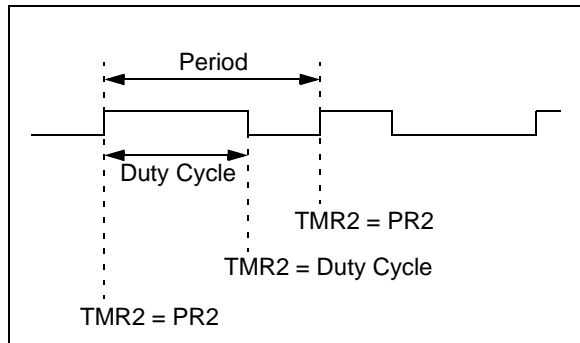 Period
Duty Cycle
TMR2 = PR2
TMR2 = Duty Cycle
TMR2 = PR2